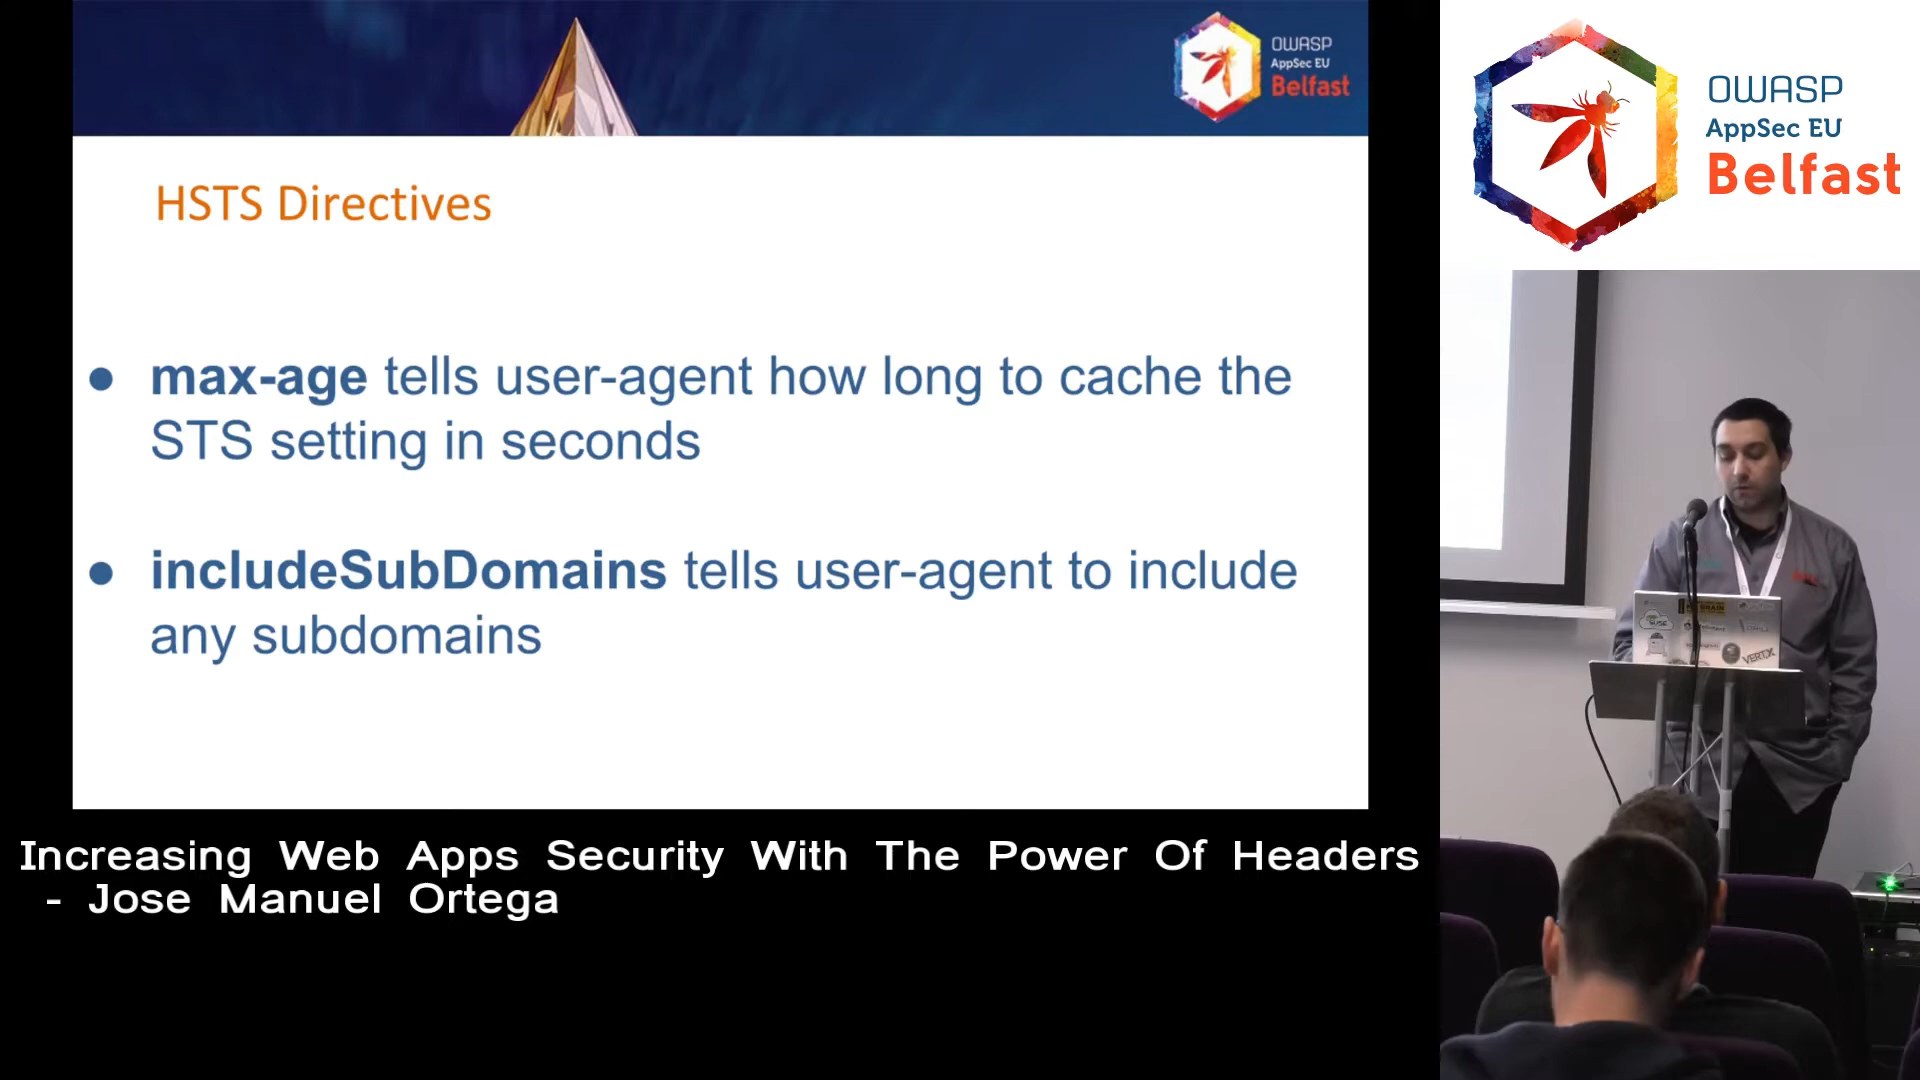 OWASP
AppSec EU
Belfast
HSTS Directives
● max-age tells user-agent how long to cache the
STS setting in seconds
● includeSubDomains tells user-agent to include
any subdomains
Increasing Web Apps Security With The Power Of Headers
- Jose Manuel Ortega
OWASP
AppSec EU
Belfast
VERTX